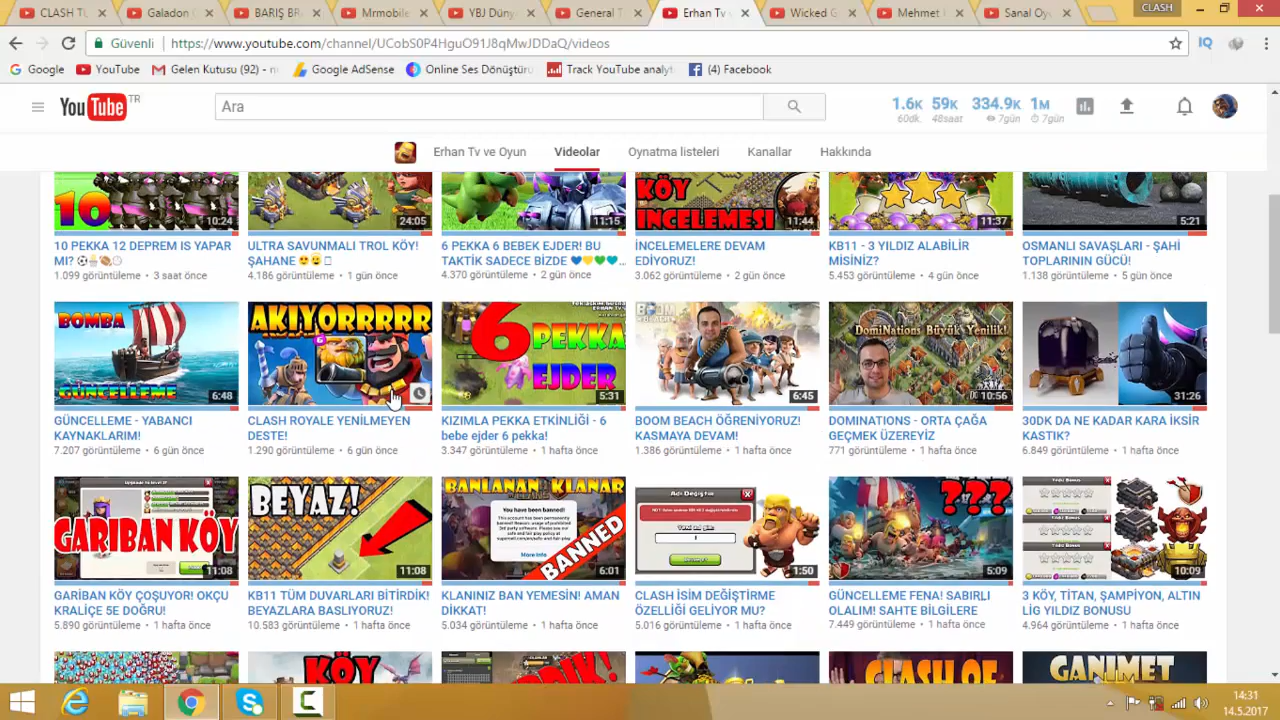 CLASH TU
Galadon C
BARIŞ BR
Mrmobile
YBJ Düny
General T
Erhan Tv
Wicked G
Mehmet
Sanal Oy
CLASH
Güvenli
https://www.youtube.com/channel/UCobS0P4HguO91J8qMwJDDaQ/videos
Google
YouTube
Gelen Kutusu (92) - n
Google AdSense
Online Ses Dönüştürü
Track YouTube analyt
(4) Facebook
YouTube TR
Ara
1.6K 59K 334.9K 1M
60dk. 48saat 7gün 7gün
Erhan Tv ve Oyun
Videolar
Oynatma listeleri
Kanallar
Hakkında
10
10:24
24:05
11:15
KÖY
İNCELEMESİ
11:44
11:37
5:21
10 PEKKA 12 DEPREM IS YAPAR
MI?
1.099 görüntüleme • 3 saat önce
ULTRA SAVUNMALI TROL KÖY!
ŞAHANE
4.186 görüntüleme • 1 gün önce
6 PEKKA 6 BEBEK EJDER! BU
TAKTİK SADECE BİZDE
4.370 görüntüleme • 2 gün önce
İNCELEMELERE DEVAM
EDİYORUZ!
3.062 görüntüleme • 2 gün önce
KB11 - 3 YILDIZ ALABİLİR
MİSİNİZ?
5.453 görüntüleme • 4 gün önce
OSMANLI SAVAŞLARI - ŞAHİ
TOPLARININ GÜCÜ!
1.138 görüntüleme • 5 gün önce
BOMBA
GÜNCELLEME
6:48
AKIYORRRRR
6
PEKKA
EJDER
5:31
BOOM
6:45
DomiNations Büyük Yenilik!
10:56
31:26
GÜNCELLEME - YABANCI
KAYNAKLARIM!
7.207 görüntüleme • 6 gün önce
CLASH ROYALE YENİLMEYEN
DESTE!
1.290 görüntüleme • 6 gün önce
KIZIMLA PEKKA ETKİNLİĞİ - 6
bebe ejder 6 pekka!
3.347 görüntüleme • 1 hafta önce
BOOM BEACH ÖĞRENİYORUZ!
KASMAYA DEVAM!
1.386 görüntüleme • 1 hafta önce
DOMINATIONS - ORTA ÇAĞA
GEÇMEK ÜZEREYİZ
771 görüntüleme • 1 hafta önce
30DK DA NE KADAR KARA İKSİR
KASTIK?
6.849 görüntüleme • 1 hafta önce
GARIBAN KÖY
11:08
BEYAZ!
11:08
BANLANAN KLANAR
You have been banned!
More Info
BANNED
6:01
Adı Değiştir
1:50
???
5:09
10:09
GARİBAN KÖY ÇOŞUYOR! OKÇU
KRALİÇE 5E DOĞRU!
5.890 görüntüleme • 1 hafta önce
KB11 TÜM DUVARLARI BİTİRDİK!
BEYAZLARA BASLIYORUZ!
10.583 görüntüleme • 1 hafta önce
KLANINIZ BAN YEMESİN! AMAN
DİKKAT!
5.034 görüntüleme • 1 hafta önce
CLASH İSİM DEĞİŞTİRME
ÖZELLİĞİ GELİYOR MU?
5.016 görüntüleme • 1 hafta önce
GÜNCELLEME FENA! SABIRLI
OLALIM! SAHTE BİLGİLERE
7.449 görüntüleme • 1 hafta önce
3 KÖY, TİTAN, ŞAMPİYON, ALTIN
LİG YILDIZ BONUSU
4.964 görüntüleme • 1 hafta önce
KÖY
CLASH OF
GANIMET
14:31
14.5.2017